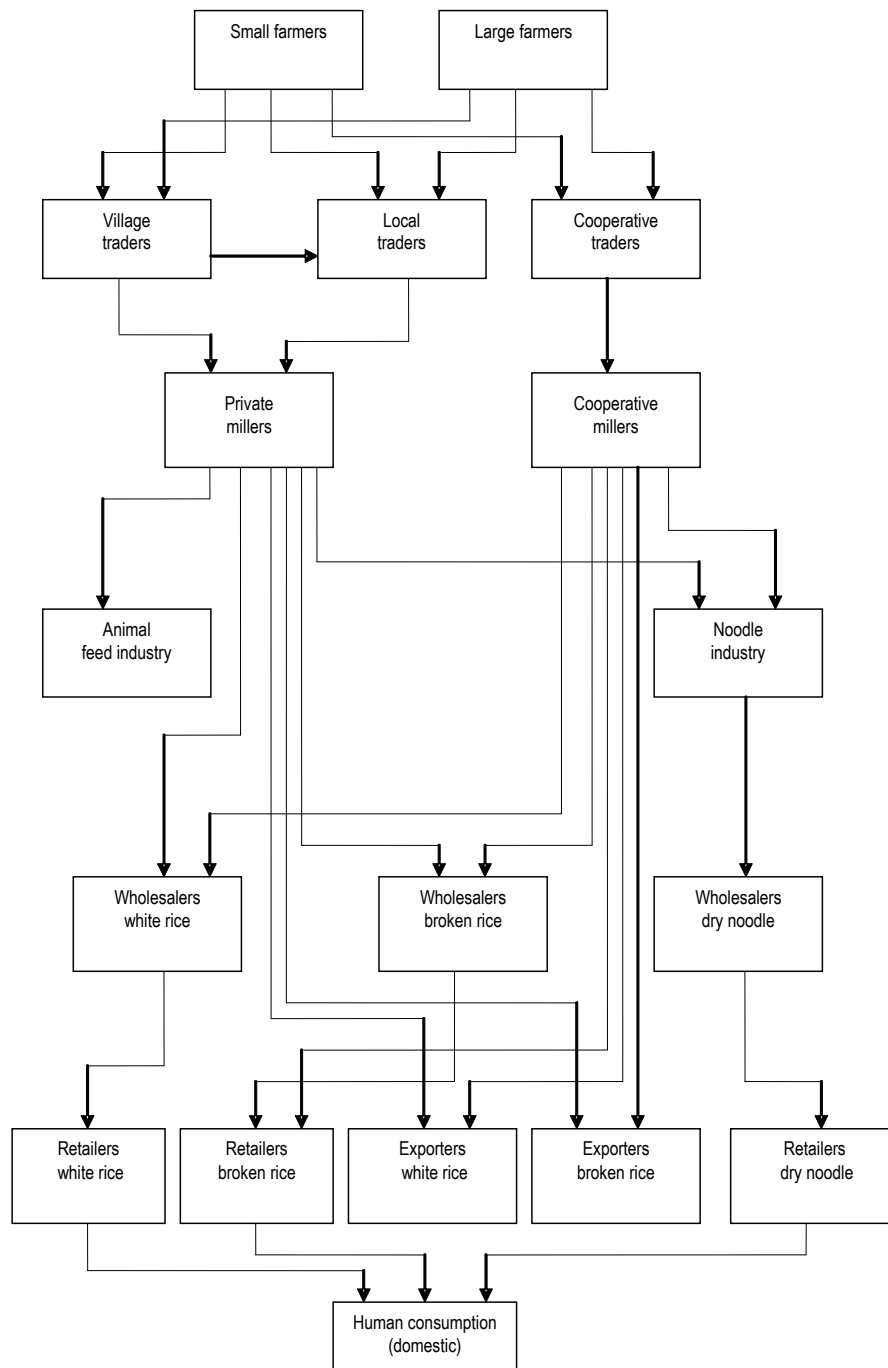 Small farmers
Large farmers
Village
traders
Local
traders
Cooperative
traders
Private
millers
Cooperative
millers
Animal
feed industry
Noodle
industry
Wholesalers
white rice
Wholesalers
broken rice
Wholesalers
dry noodle
Retailers
white rice
Retailers
broken rice
Exporters
white rice
Exporters
broken rice
Retailers
dry noodle
Human consumption
(domestic)